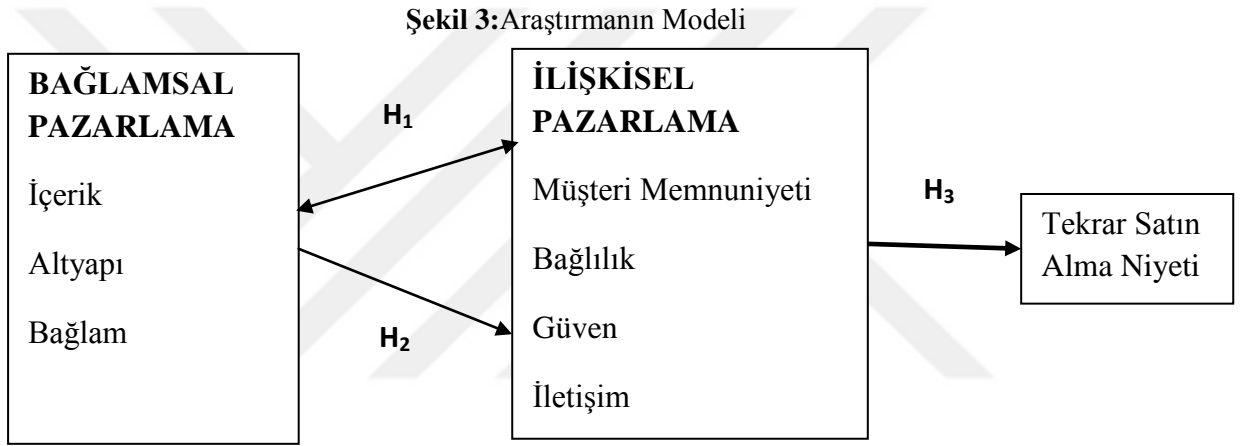 Şekil 3:Araştırmanın Modeli
BAĞLAMSAL
PAZARLAMA
İçerik
Altyapı
Bağlam
H₁
H₂
İLİŞKİSEL
PAZARLAMA
Müşteri Memnuniyeti
Bağlılık
Güven
İletişim
H₃
Tekrar Satın
Alma Niyeti